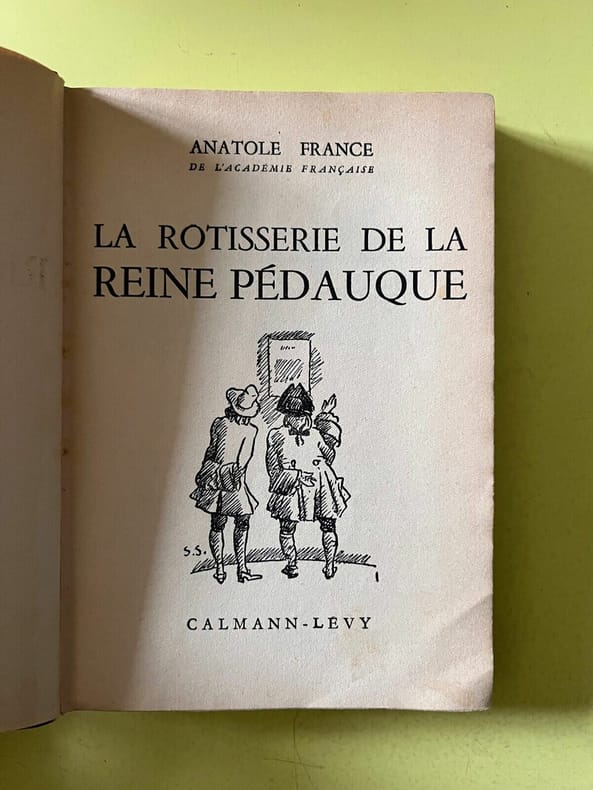 ANATOLE FRANCE
DE L'ACADÉMIE FRANÇAISE
LA ROTISSERIE DE LA
REINE PÉDAUQUE
S.S.
CALMANN-LÉVY